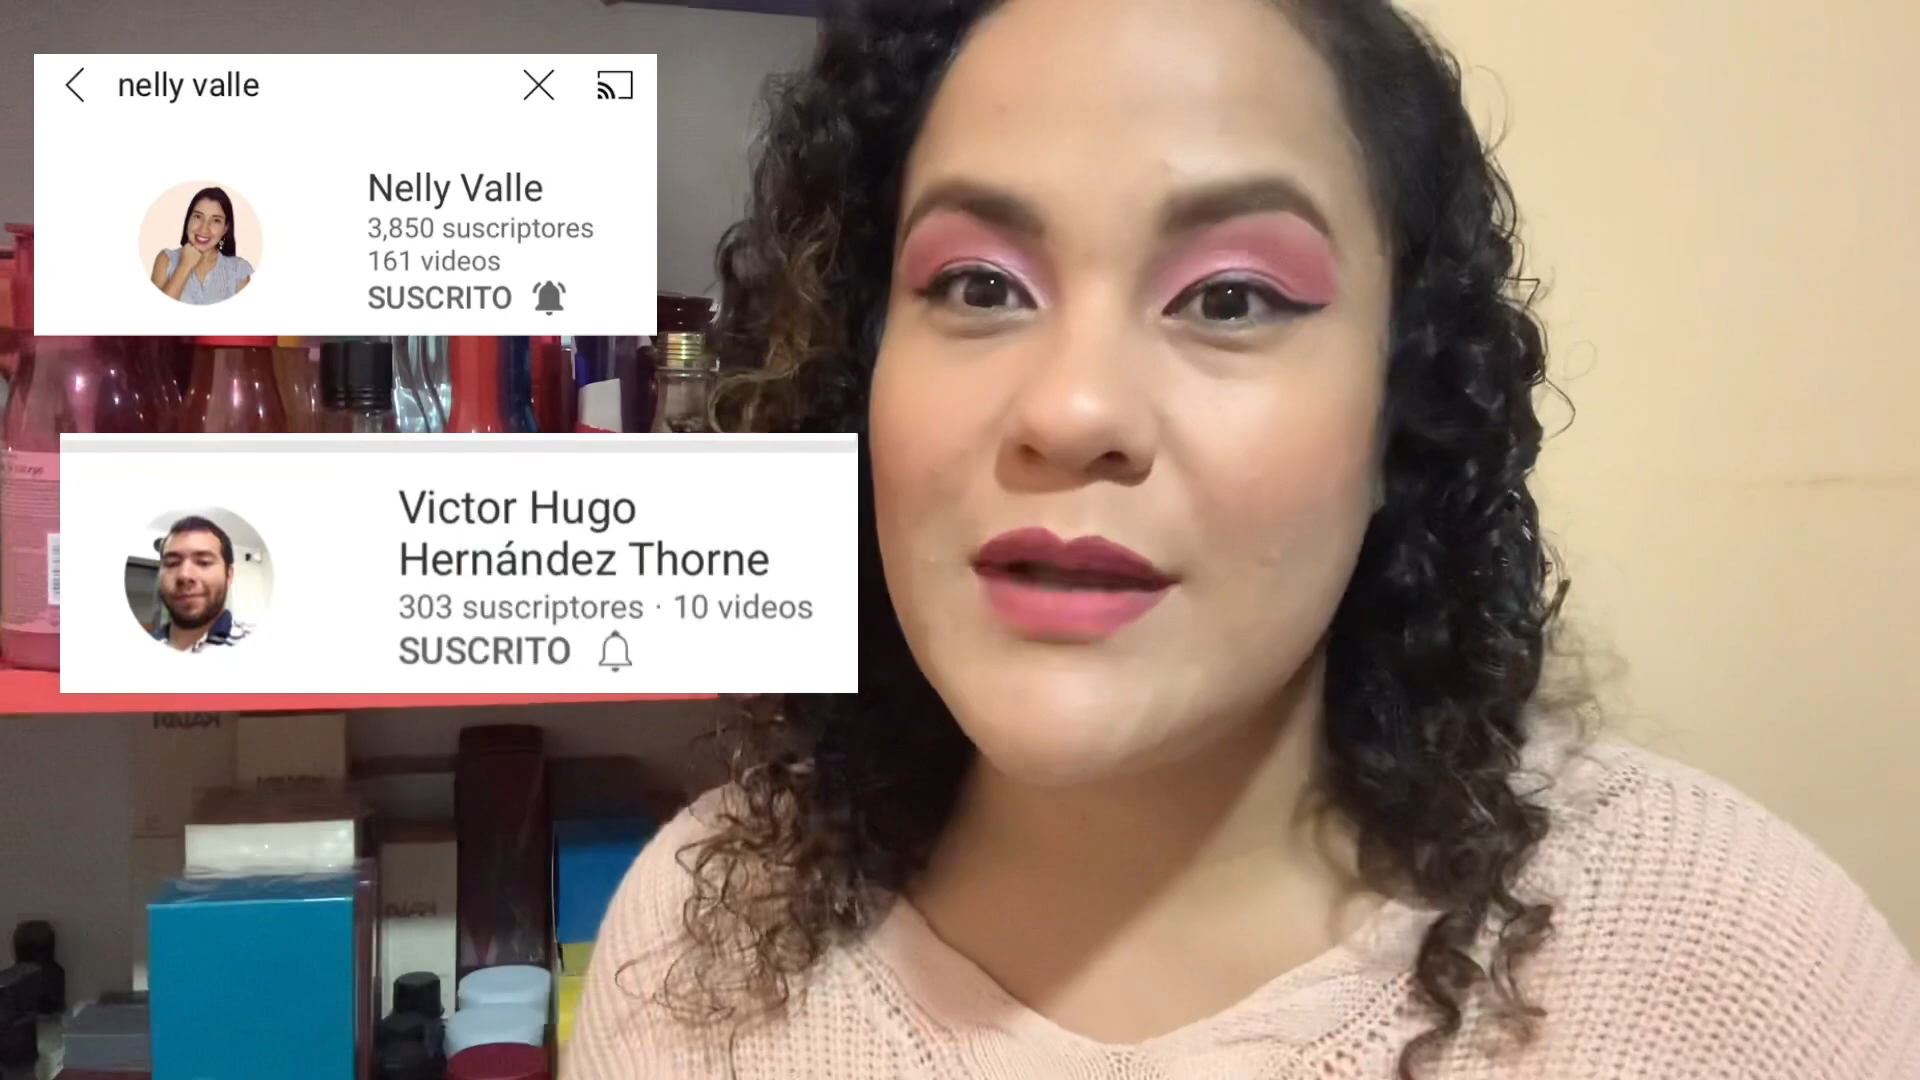 nelly valle
Nelly Valle
3,850 suscriptores
161 videos
SUSCRITO
Victor Hugo
Hernández Thorne
303 suscriptores · 10 videos
SUSCRITO